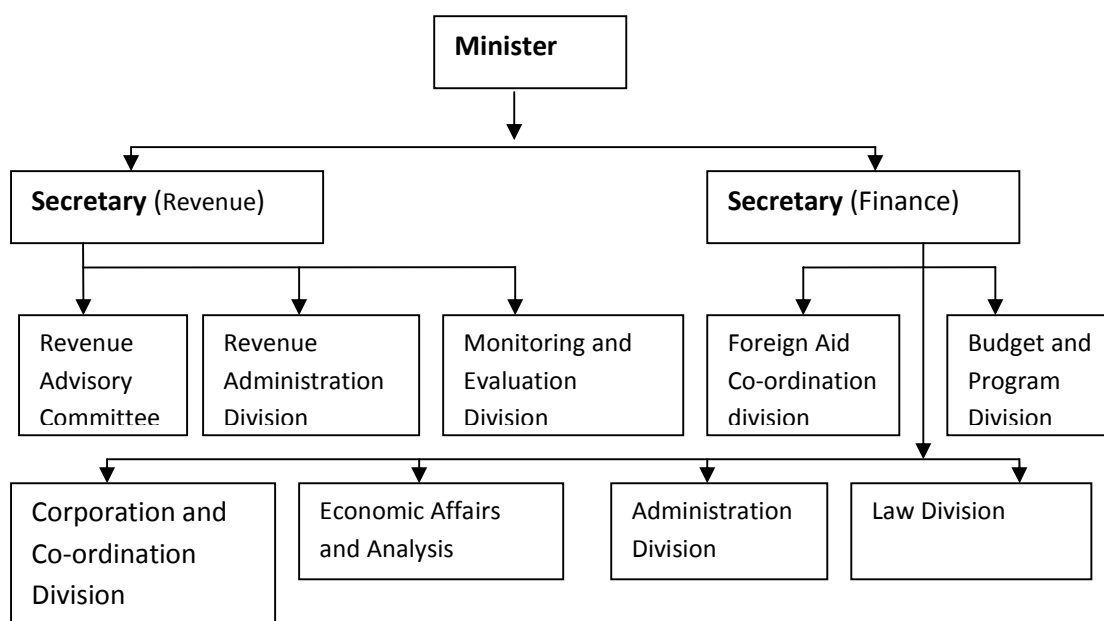 Minister
Secretary (Revenue)
Secretary (Finance)
Revenue
Advisory
Committee
Revenue
Administration
Division
Monitoring and
Evaluation
Division
Foreign Aid
Co-ordination
division
Budget and
Program
Division
Corporation and
Co-ordination
Division
Economic Affairs
and Analysis
Administration
Division
Law Division